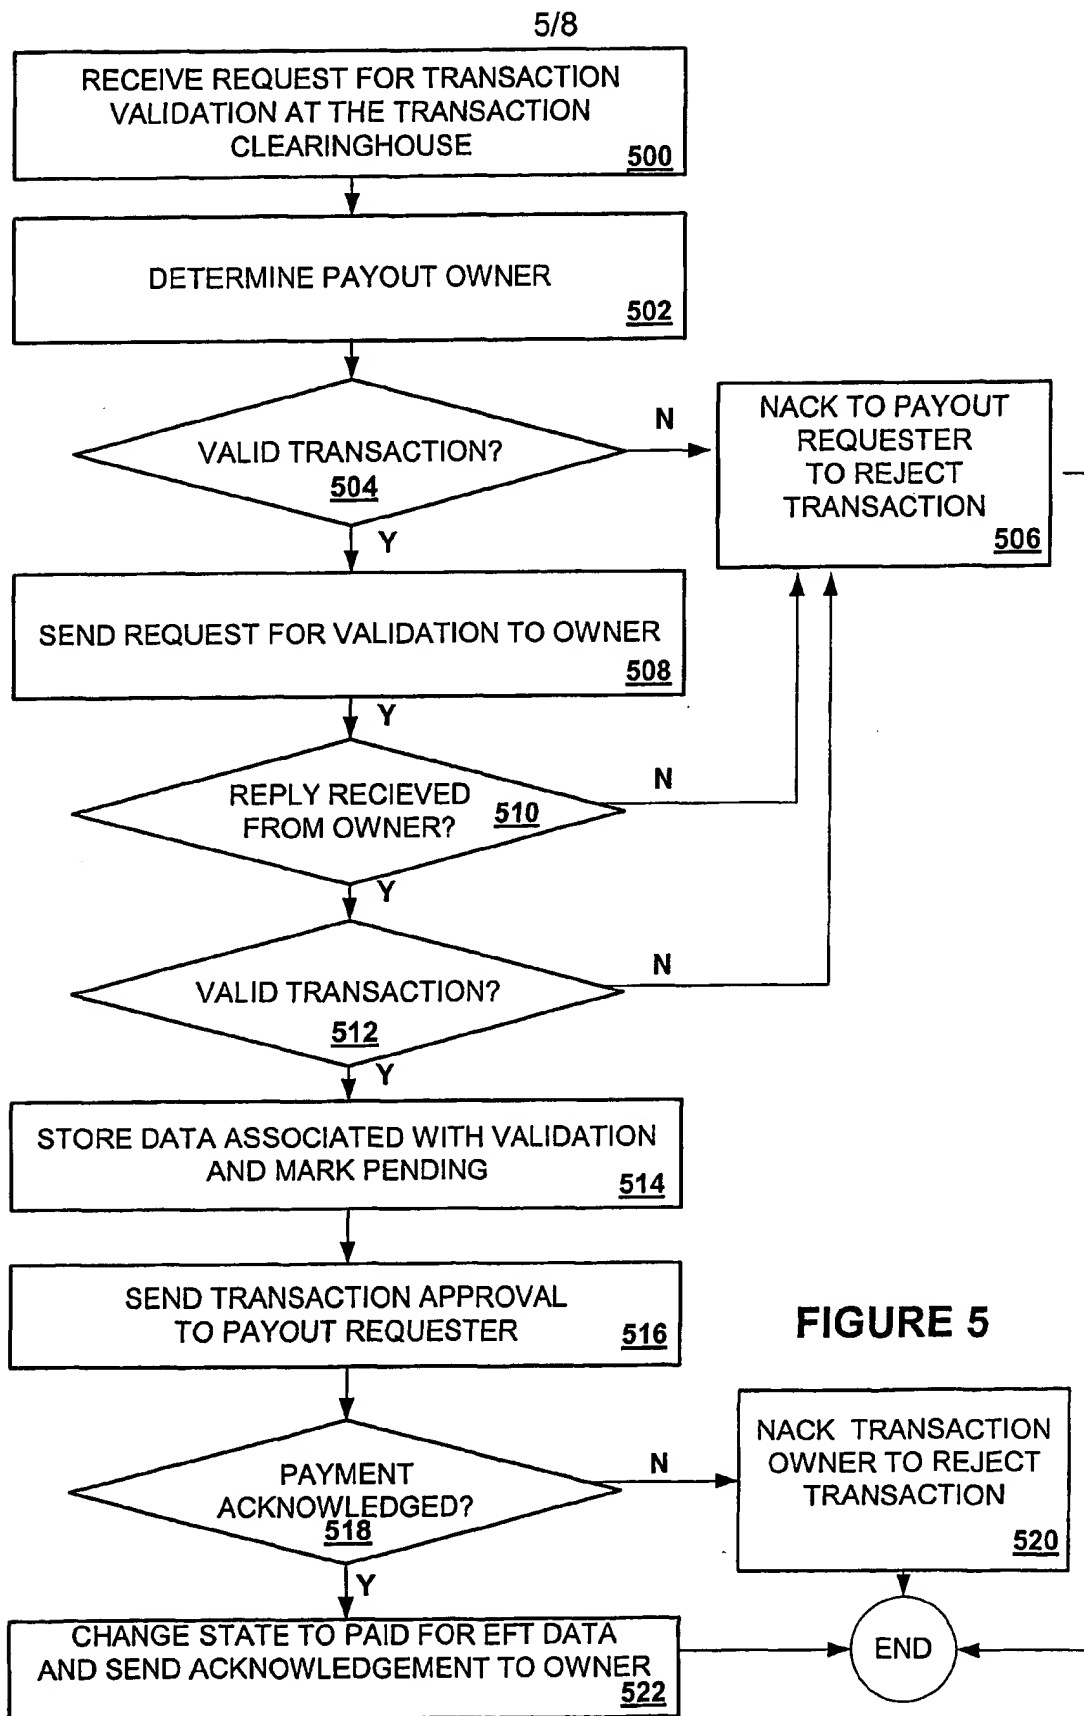 5/8
RECEIVE REQUEST FOR TRANSACTION
VALIDATION AT THE TRANSACTION
CLEARINGHOUSE
500
DETERMINE PAYOUT OWNER
502
VALID TRANSACTION?
504
N
Y
NACK TO PAYOUT
REQUESTER
TO REJECT
TRANSACTION
506
SEND REQUEST FOR VALIDATION TO OWNER
508
Y
REPLY RECIEVED
FROM OWNER?
510
N
Y
VALID TRANSACTION?
512
N
Y
STORE DATA ASSOCIATED WITH VALIDATION
AND MARK PENDING
514
SEND TRANSACTION APPROVAL
TO PAYOUT REQUESTER
516
FIGURE 5
PAYMENT
ACKNOWLEDGED?
518
N
Y
NACK TRANSACTION
OWNER TO REJECT
TRANSACTION
520
CHANGE STATE TO PAID FOR EFT DATA
AND SEND ACKNOWLEDGEMENT TO OWNER
522
END